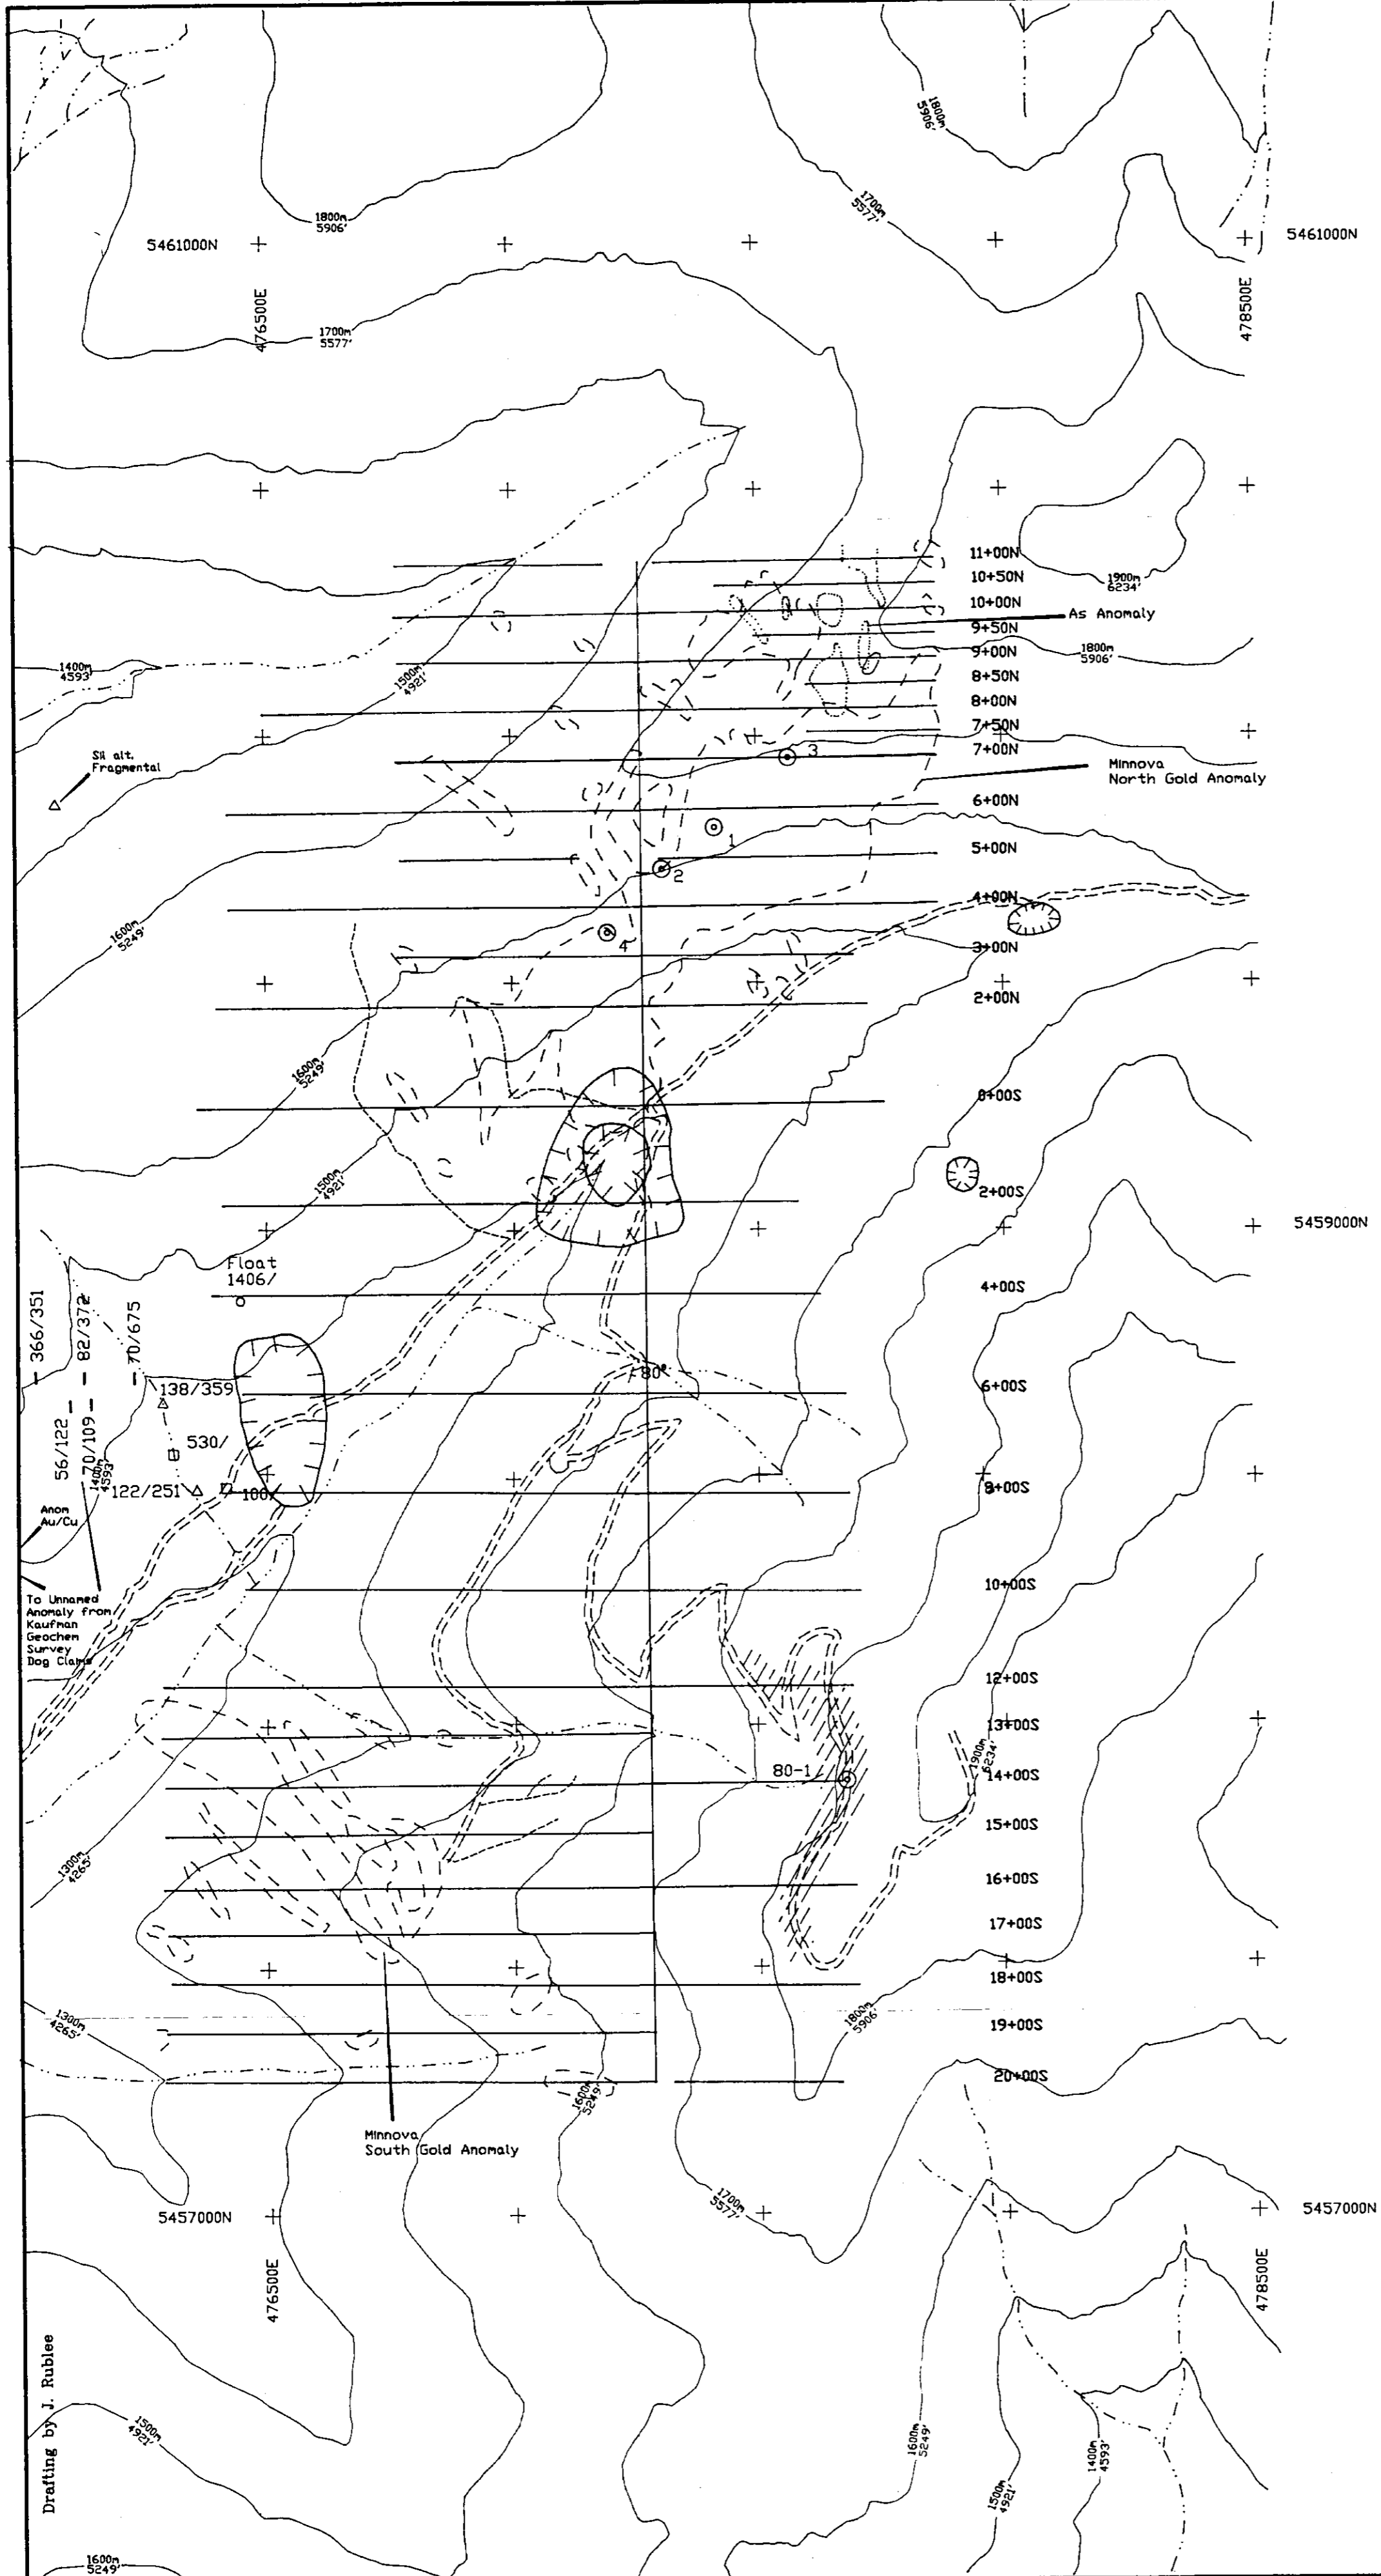 1800m
5906'
1700m
5577'
1800m
5906'
5461000N
5461000N
476500E
478500E
1700m
5577'
11+00N
10+50N
1900m
6234'
10+00N
As Anomaly
9+50N
9+00N
1800m
5906'
1400m
4593'
1500m
4921'
8+50N
8+00N
7+50N
7+00N
3
Sil alt.
Fragmental
Minnova
North Gold Anomaly
6+00N
1
5+00N
2
4+00N
1600m
5249'
4
3+00N
2+00N
1600m
5249'
0+00S
1500m
4921'
2+00S
5459000N
Float
1406/
4+00S
366/351
82/372
70/675
80°
138/359
6+00S
56/122
70/109
530/
1400m
4593'
122/251
100/
8+00S
Anom
Au/Cu
10+00S
To Unnamed
Anomaly from
Kaufman
Geochem
Survey
Dog Claims
12+00S
13+00S
80-1
1900m
6234'
14+00S
15+00S
1300m
4265'
16+00S
17+00S
18+00S
1300m
4265'
1800m
5906'
19+00S
20+00S
1600m
5249'
Minnova
South Gold Anomaly
1700m
5577'
5457000N
5457000N
476500E
478500E
Drafting by J. Rublee
1500m
4921'
1600m
5249'
1500m
4921'
1400m
4593'
1600m
5249'